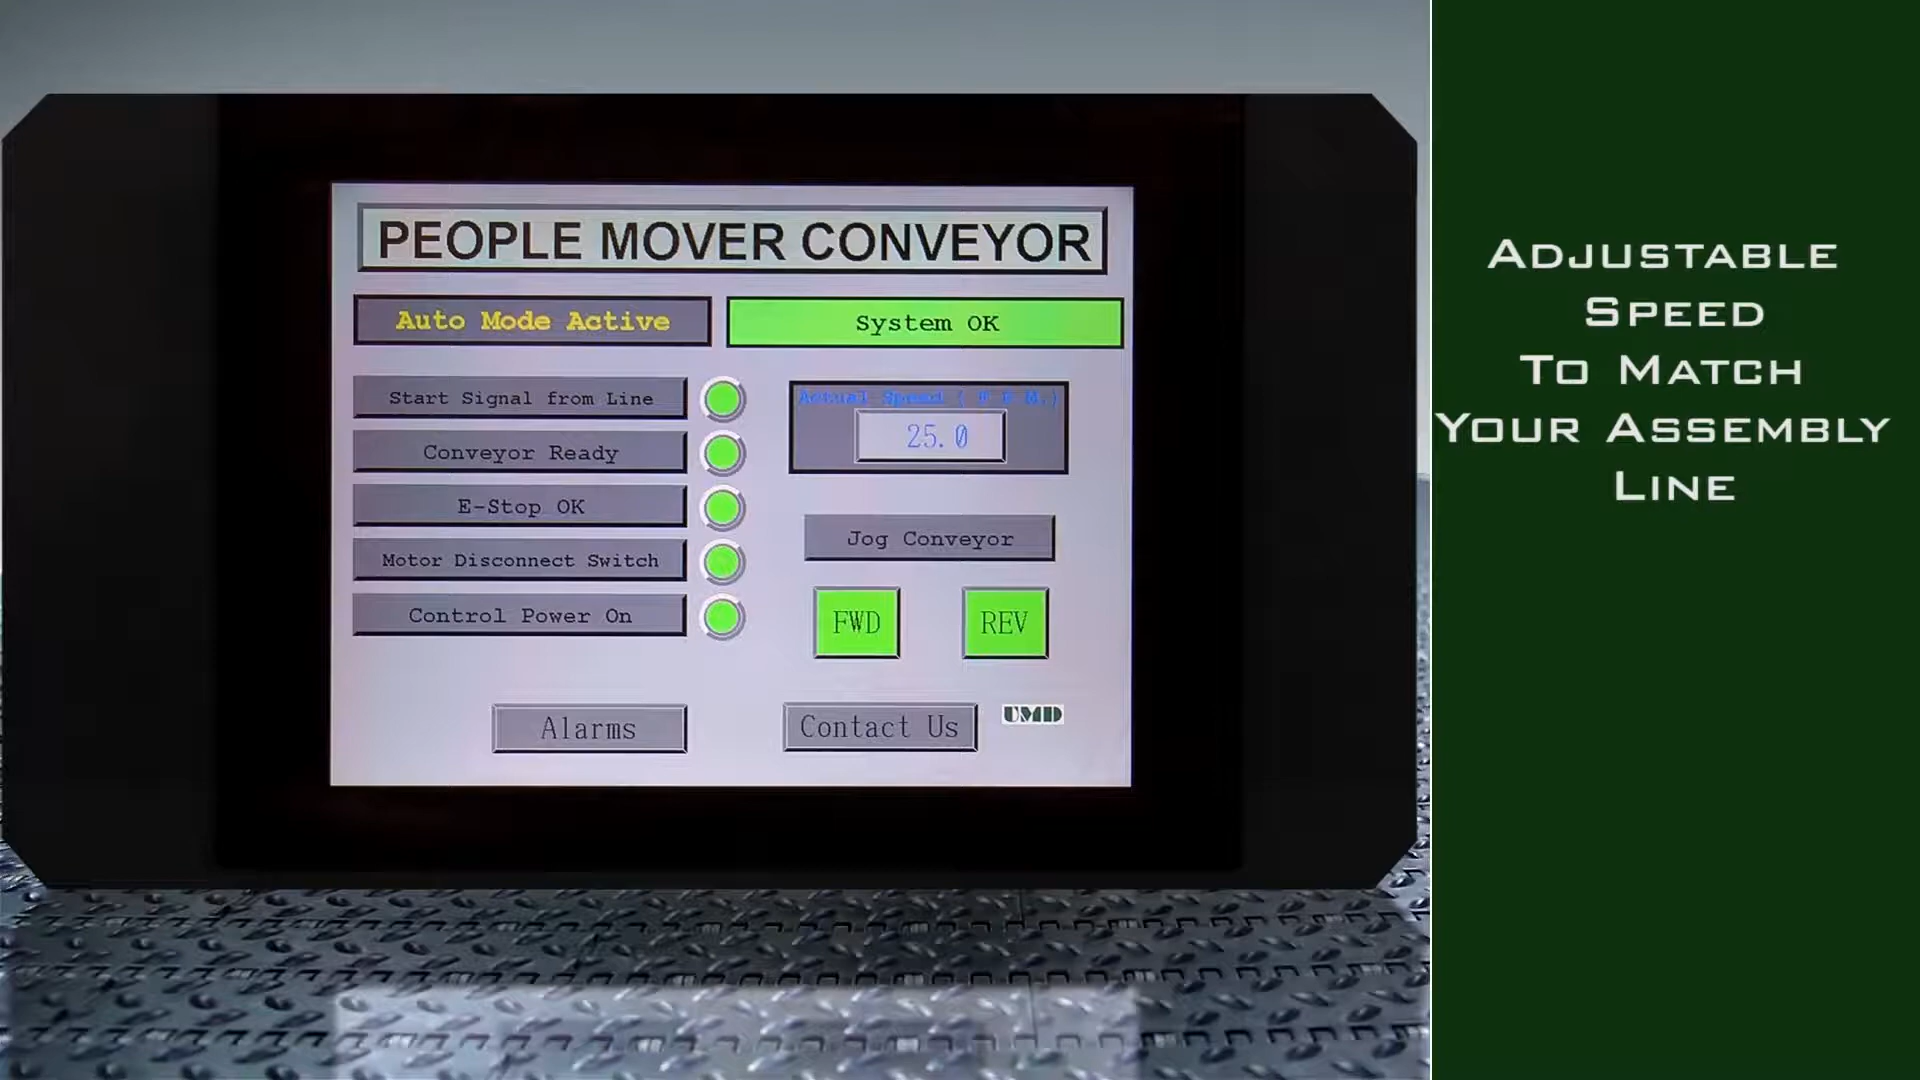 PEOPLE MOVER CONVEYOR
Auto Mode Active
System OK
Start Signal from Line
Conveyor Ready
E-Stop OK
Motor Disconnect Switch
Control Power On
Actual Speed ( F P M.)
25.0
Jog Conveyor
FWD
REV
Alarms
Contact Us
UMD
ADJUSTABLE
SPEED
TO MATCH
YOUR ASSEMBLY
LINE